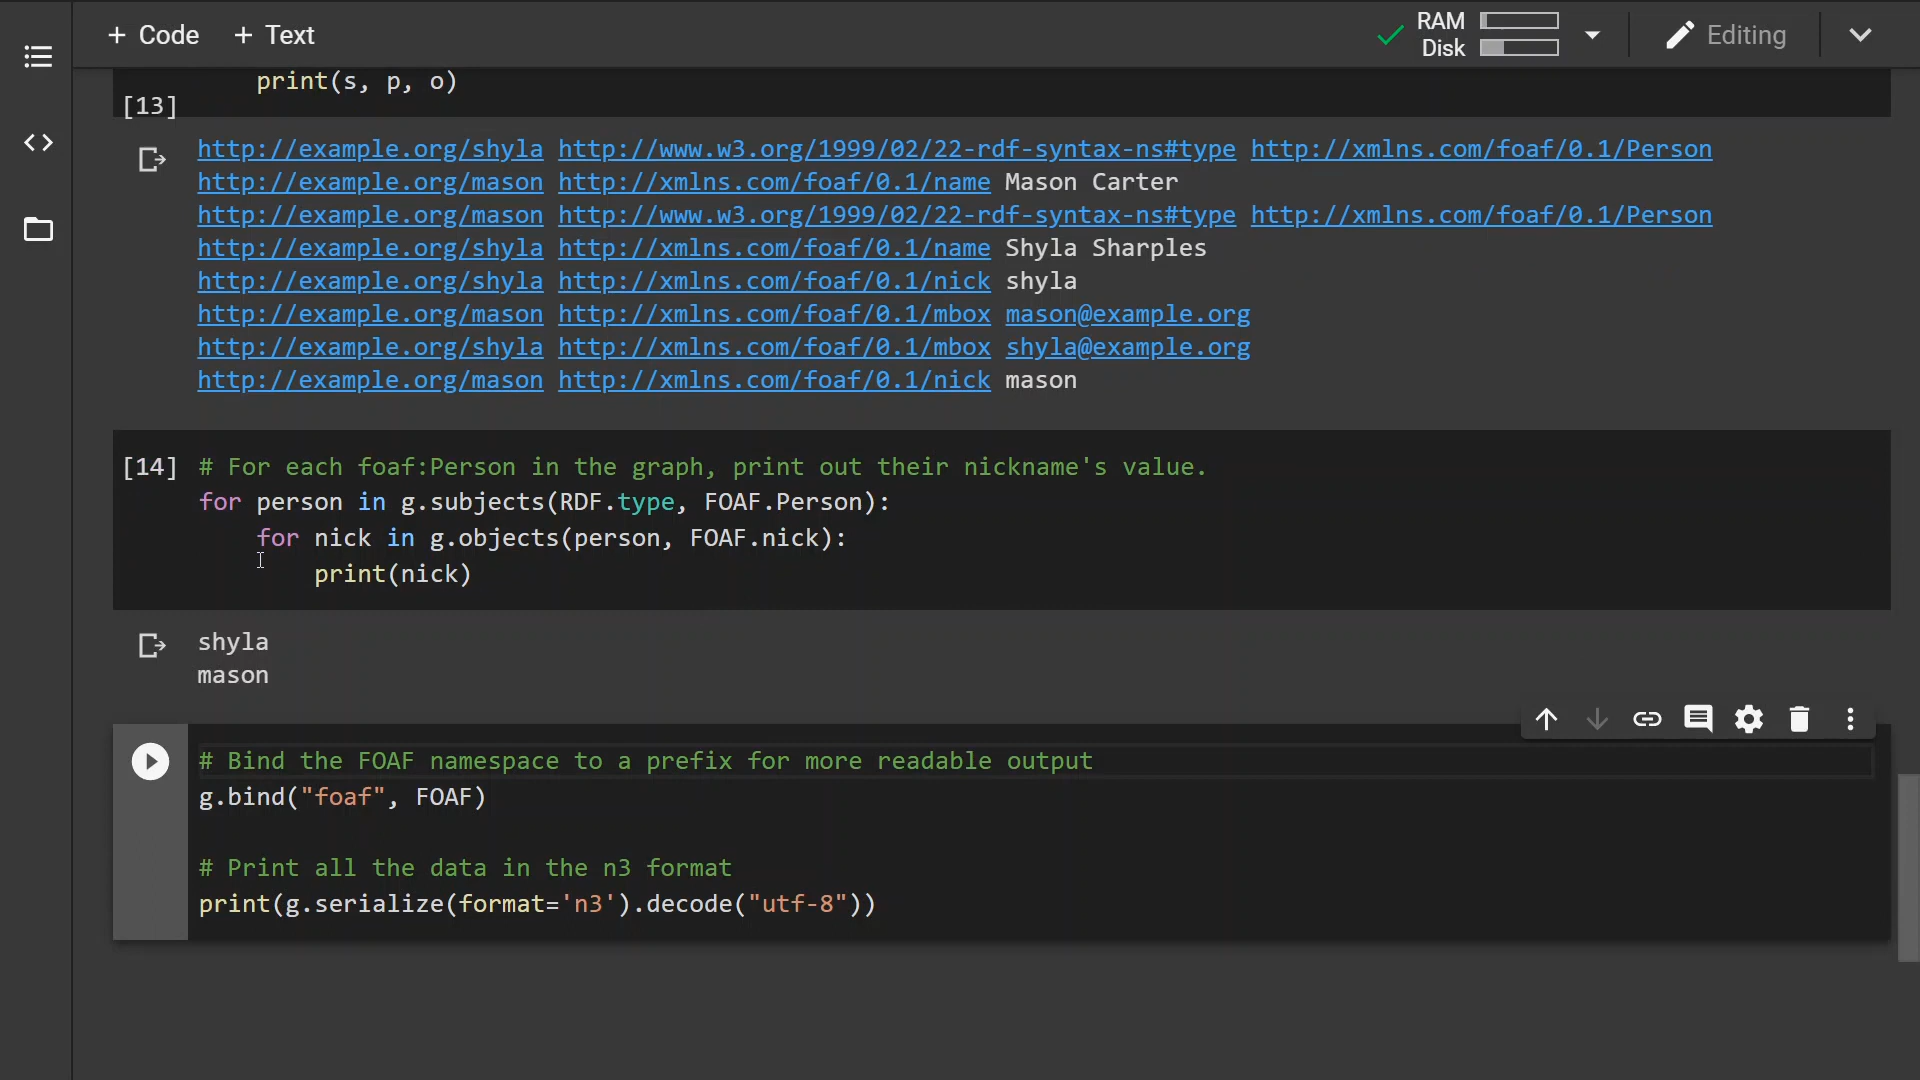 + Code + Text
RAM
Disk
Editing
print(s, p, o)
[13]
http://example.org/shyla http://www.w3.org/1999/02/22-rdf-syntax-ns#type http://xmlns.com/foaf/0.1/Person
http://example.org/mason http://xmlns.com/foaf/0.1/name Mason Carter
http://example.org/mason http://www.w3.org/1999/02/22-rdf-syntax-ns#type http://xmlns.com/foaf/0.1/Person
http://example.org/shyla http://xmlns.com/foaf/0.1/name Shyla Sharples
http://example.org/shyla http://xmlns.com/foaf/0.1/nick shyla
http://example.org/mason http://xmlns.com/foaf/0.1/mbox mason@example.org
http://example.org/shyla http://xmlns.com/foaf/0.1/mbox shyla@example.org
http://example.org/mason http://xmlns.com/foaf/0.1/nick mason
[14] # For each foaf:Person in the graph, print out their nickname's value.
for person in g.subjects(RDF.type, FOAF.Person):
for nick in g.objects(person, FOAF.nick):
print(nick)
shyla
mason
# Bind the FOAF namespace to a prefix for more readable output
g.bind("foaf", FOAF)
# Print all the data in the n3 format
print(g.serialize(format='n3').decode("utf-8"))